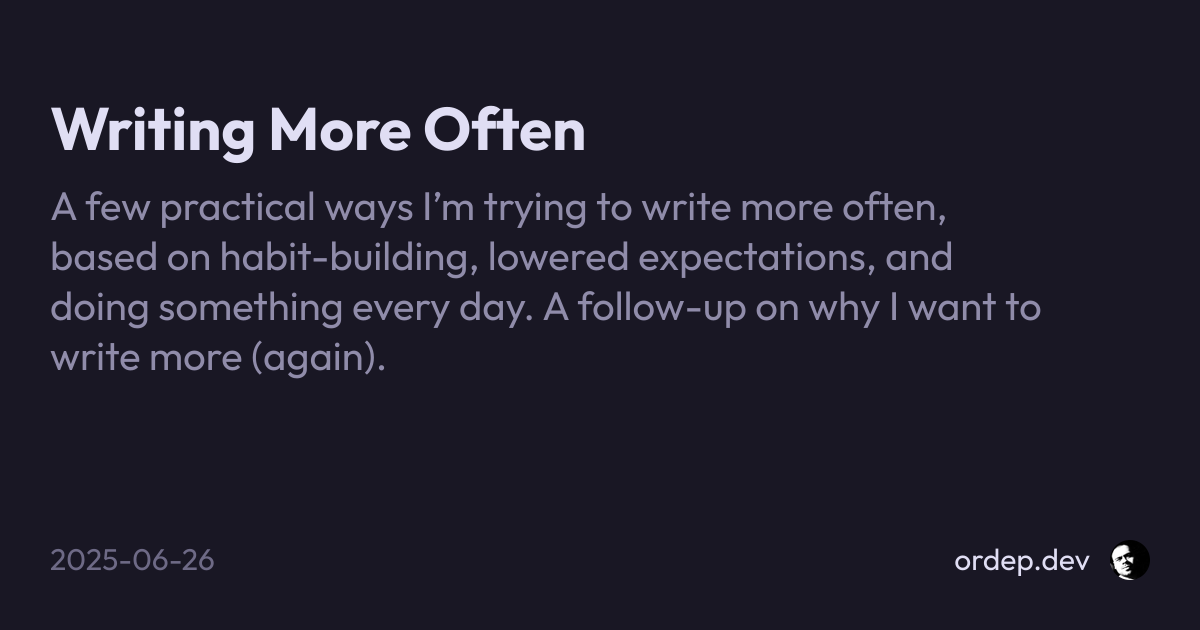 Writing More Often
A few practical ways I’m trying to write more often,
based on habit-building, lowered expectations, and
doing something every day. A follow-up on why I want to
write more (again).
2025-06-26
ordep.dev